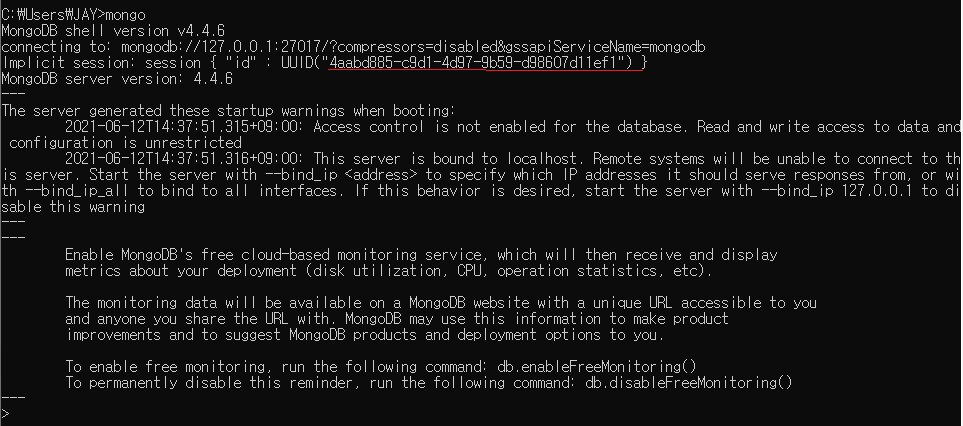 C:₩Users₩JAY>mongo
MongoDB shell version v4.4.6
connecting to: mongodb://127.0.0.1:27017/?compressors=disabled&gssapiServiceName=mongodb
Implicit session: session { "id" : UUID("4aabd885-c9d1-4d97-9b59-d98607d11ef1") }
MongoDB server version: 4.4.6
---
The server generated these startup warnings when booting:
        2021-06-12T14:37:51.315+09:00: Access control is not enabled for the database. Read and write access to data and
 configuration is unrestricted
        2021-06-12T14:37:51.316+09:00: This server is bound to localhost. Remote systems will be unable to connect to th
is server. Start the server with --bind_ip <address> to specify which IP addresses it should serve responses from, or wi
th --bind_ip_all to bind to all interfaces. If this behavior is desired, start the server with --bind_ip 127.0.0.1 to di
sable this warning
---
---
        Enable MongoDB's free cloud-based monitoring service, which will then receive and display
        metrics about your deployment (disk utilization, CPU, operation statistics, etc).

        The monitoring data will be available on a MongoDB website with a unique URL accessible to you
        and anyone you share the URL with. MongoDB may use this information to make product
        improvements and to suggest MongoDB products and deployment options to you.

        To enable free monitoring, run the following command: db.enableFreeMonitoring()
        To permanently disable this reminder, run the following command: db.disableFreeMonitoring()
---
>